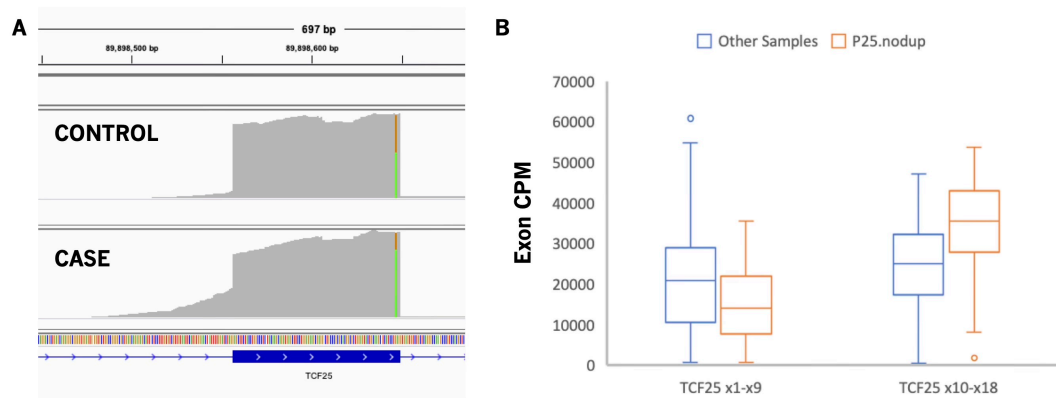 A
697 bp
89,898,500 bp 89,898,600 bp
CONTROL
CASE
TCF25
B
Other Samples P25.nodup
Exon CPM
70000
60000
50000
40000
30000
20000
10000
0
TCF25 x1-x9 TCF25 x10-x18